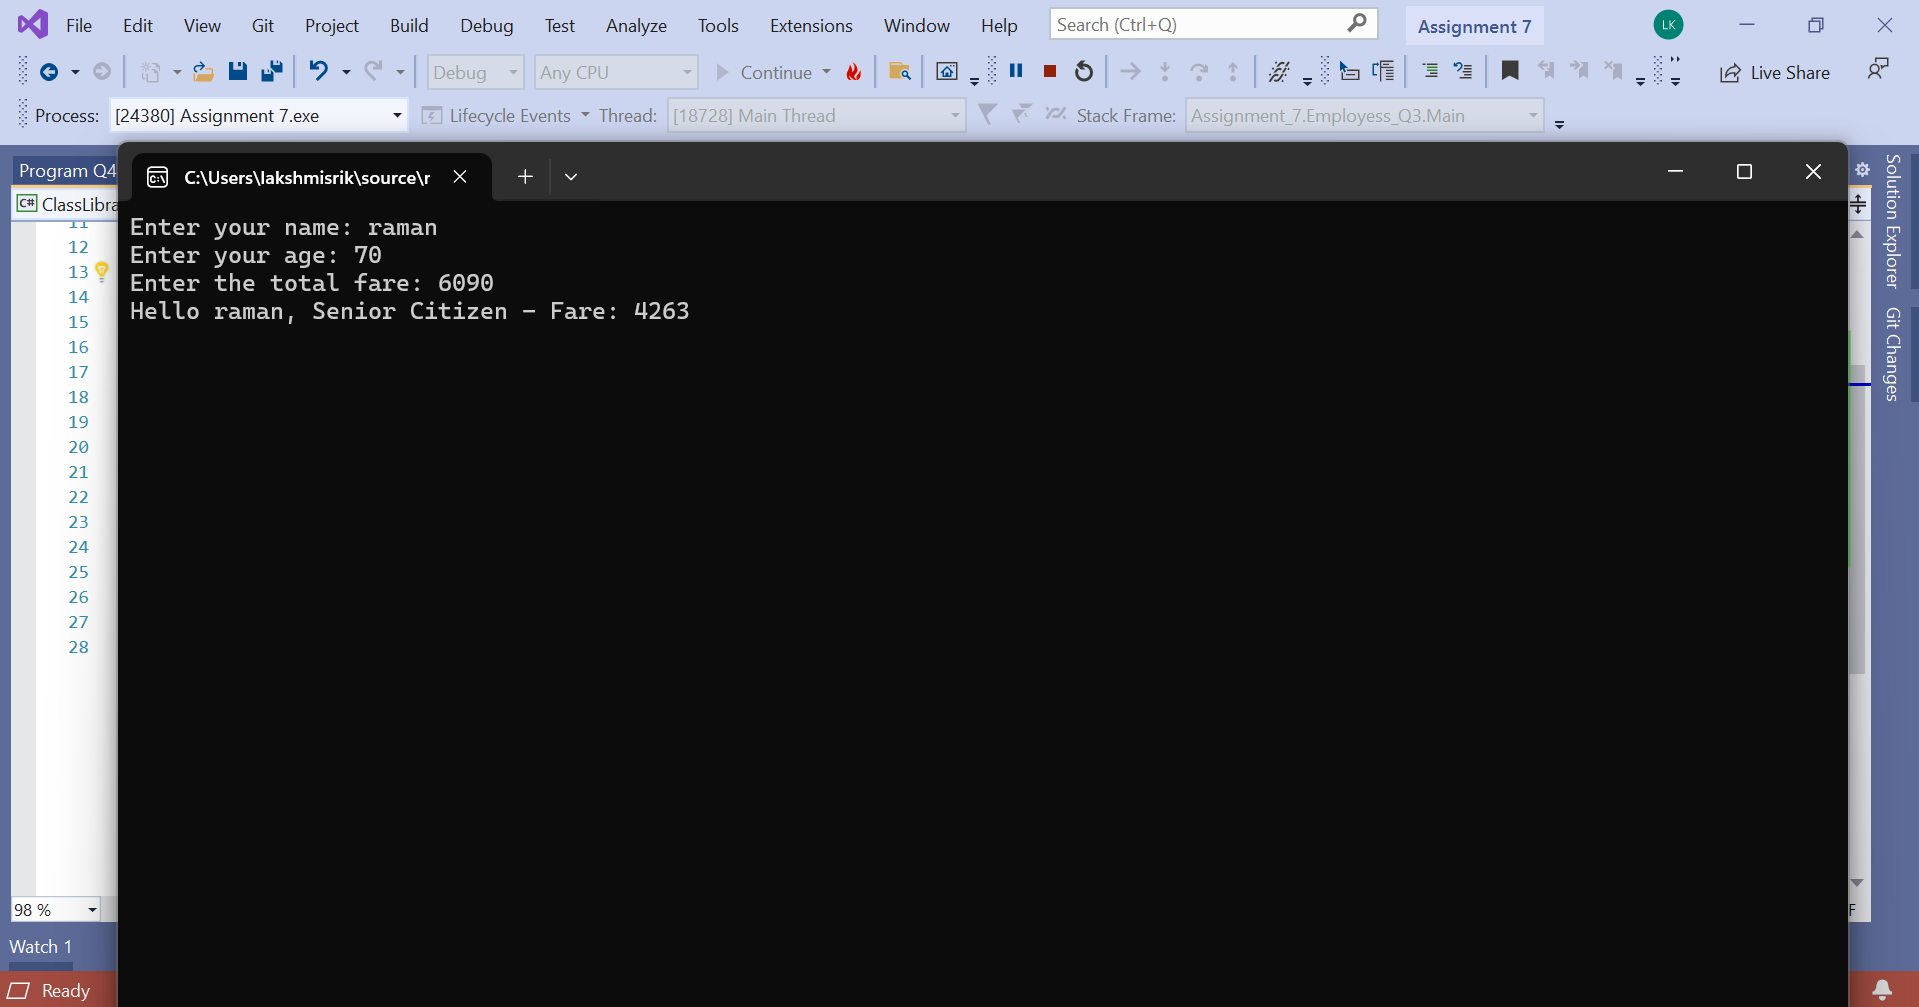 File Edit View Git Project Build Debug Test Analyze Tools Extensions Window Help Search (Ctrl+Q) Assignment 7 LK
Debug Any CPU Continue Live Share
Process: [24380] Assignment 7.exe Lifecycle Events Thread: [18728] Main Thread Stack Frame: Assignment_7.Employess_Q3.Main
Program Q4
C:\Users\lakshmisrik\source\r
C# ClassLibra
Enter your name: raman
Enter your age: 70
Enter the total fare: 6090
Hello raman, Senior Citizen - Fare: 4263
11
12
13
14
15
16
17
18
19
20
21
22
23
24
25
26
27
28
98 %
Watch 1
Ready
Solution Explorer
Git Changes